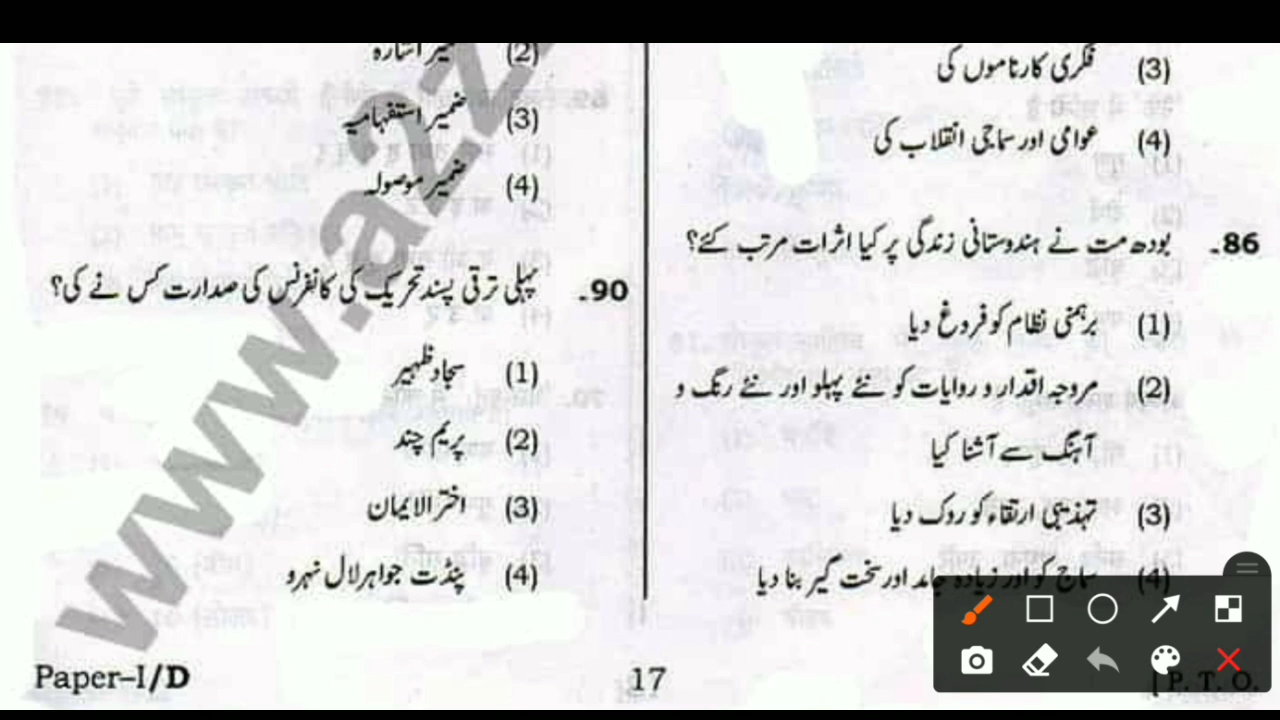 (3) فکری کارناموں کی
(4) عوامی اور سماجی انقلاب کی
86. بودھ مت نے ہندوستانی زندگی پر کیا اثرات مرتب کئے؟
(1) برہمنی نظام کو فروغ دیا
(2) مروجہ اقدار و روایات کو نئے پہلو اور نئے رنگ و
آہنگ سے آشنا کیا
(3) تہذیبی ارتقاء کو روک دیا
(4) سماج کو اور زیادہ جامد اور سخت گیر بنا دیا
(2) ضمیر اشارہ
(3) ضمیر استفہامیہ
(4) ضمیر موصولہ
90. پہلی ترقی پسند تحریک کی کانفرنس کی صدارت کس نے کی؟
(1) سجاد ظہیر
(2) پریم چند
(3) اختر الایمان
(4) پنڈت جواہر لال نہرو
www.az
Paper–I/D
17
[ P. T. O.